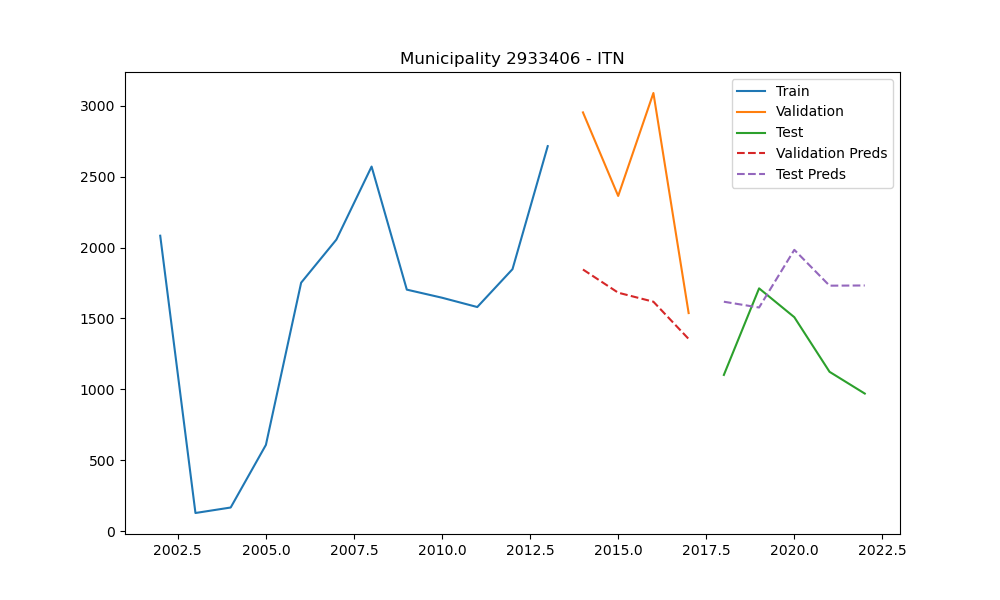 Municipality 2933406 - ITN
Train
Validation
Test
Validation Preds
Test Preds
3000
2500
2000
1500
1000
500
0
2002.5 2005.0 2007.5 2010.0 2012.5 2015.0 2017.5 2020.0 2022.5